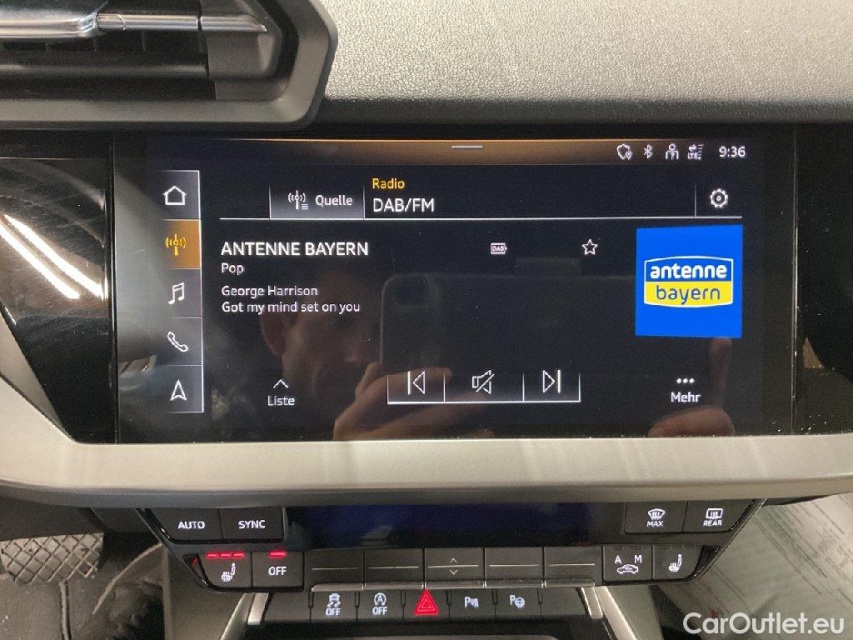 9:36
Quelle
Radio
DAB/FM
ANTENNE BAYERN
DAB
Pop
George Harrison
Got my mind set on you
antenne
bayern
Liste
Mehr
AUTO
SYNC
MAX
REAR
OFF
A M
OFF
OFF
CarOutlet.eu